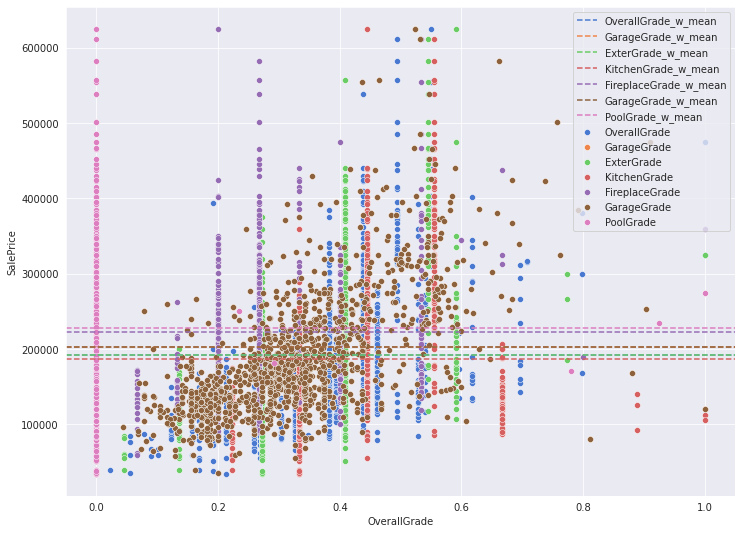 600000
500000
400000
300000
200000
100000
SalePrice
0.0
0.2
0.4
0.6
0.8
1.0
OverallGrade
OverallGrade_w_mean
GarageGrade_w_mean
ExterGrade_w_mean
KitchenGrade_w_mean
FireplaceGrade_w_mean
GarageGrade_w_mean
PoolGrade_w_mean
OverallGrade
GarageGrade
ExterGrade
KitchenGrade
FireplaceGrade
GarageGrade
PoolGrade